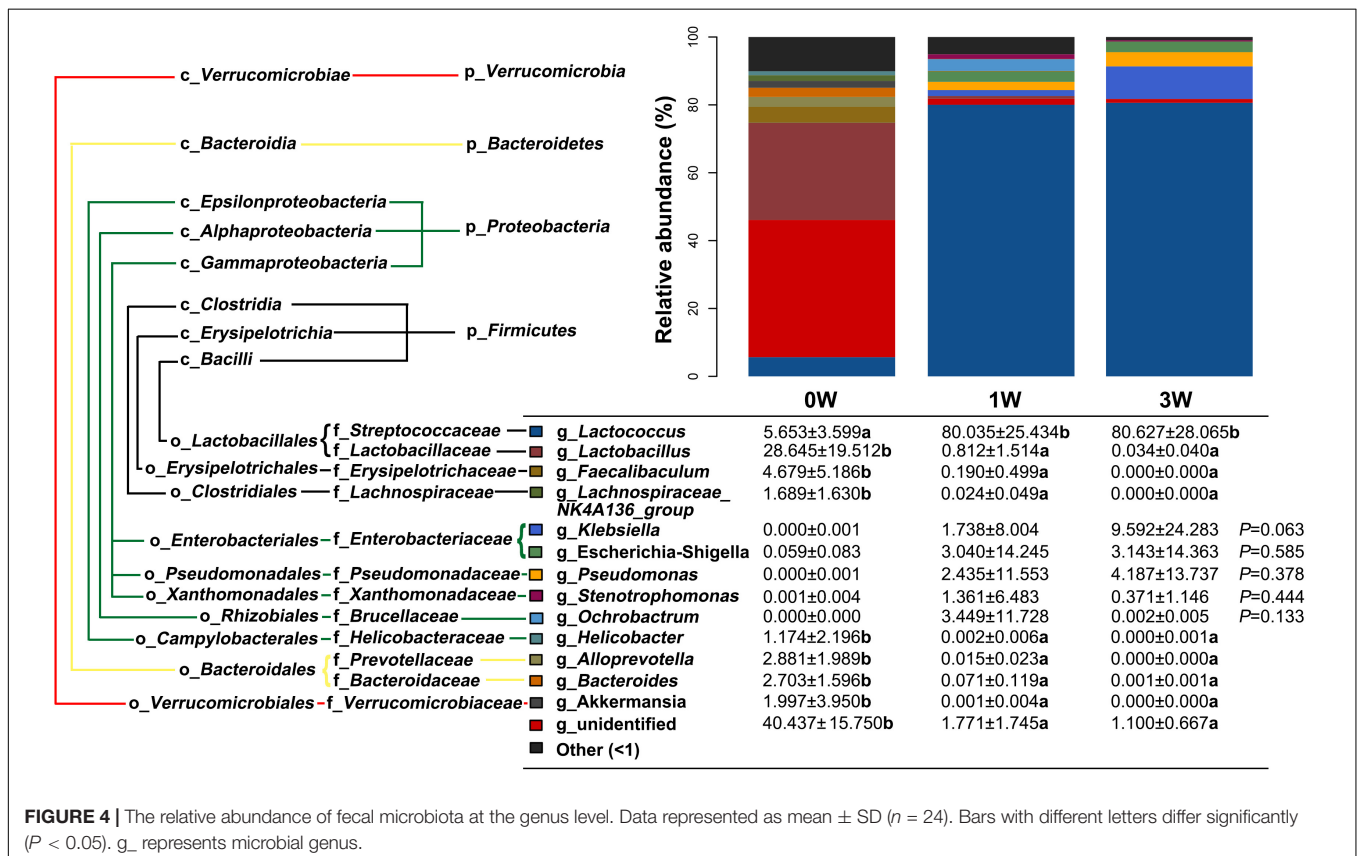 c_Verrucomicrobiae p_Verrucomicrobia
c_Bacteroidia p_Bacteroidetes
c_Epsilonproteobacteria
c_Alphaproteobacteria p_Proteobacteria
c_Gammaproteobacteria
c_Clostridia
c_Erysipelotrichia p_Firmicutes
c_Bacilli
Relative abundance (%)
100
80
60
40
20
0
0W 1W 3W
o_Lactobacillales f_Streptococcaceae g_Lactococcus 5.653±3.599a 80.035±25.434b 80.627±28.065b
f_Lactobacillaceae g_Lactobacillus 28.645±19.512b 0.812±1.514a 0.034±0.040a
o_Erysipelotrichales f_Erysipelotrichaceae g_Faecalibaculum 4.679±5.186b 0.190±0.499a 0.000±0.000a
o_Clostridiales f_Lachnospiraceae g_Lachnospiraceae_ 1.689±1.630b 0.024±0.049a 0.000±0.000a
NK4A136_group
o_Enterobacteriales f_Enterobacteriaceae g_Klebsiella 0.000±0.001 1.738±8.004 9.592±24.283 P=0.063
g_Escherichia-Shigella 0.059±0.083 3.040±14.245 3.143±14.363 P=0.585
o_Pseudomonadales f_Pseudomonadaceae g_Pseudomonas 0.000±0.001 2.435±11.553 4.187±13.737 P=0.378
o_Xanthomonadales f_Xanthomonadaceae g_Stenotrophomonas 0.001±0.004 1.361±6.483 0.371±1.146 P=0.444
o_Rhizobiales f_Brucellaceae g_Ochrobactrum 0.000±0.000 3.449±11.728 0.002±0.005 P=0.133
o_Campylobacterales f_Helicobacteraceae g_Helicobacter 1.174±2.196b 0.002±0.006a 0.000±0.001a
o_Bacteroidales f_Prevotellaceae g_Alloprevotella 2.881±1.989b 0.015±0.023a 0.000±0.000a
f_Bacteroidaceae g_Bacteroides 2.703±1.596b 0.071±0.119a 0.001±0.001a
o_Verrucomicrobiales f_Verrucomicrobiaceae g_Akkermansia 1.997±3.950b 0.001±0.004a 0.000±0.000a
g_unidentified 40.437±15.750b 1.771±1.745a 1.100±0.667a
Other (<1)
FIGURE 4 | The relative abundance of fecal microbiota at the genus level. Data represented as mean ± SD (n = 24). Bars with different letters differ significantly
(P < 0.05). g_ represents microbial genus.